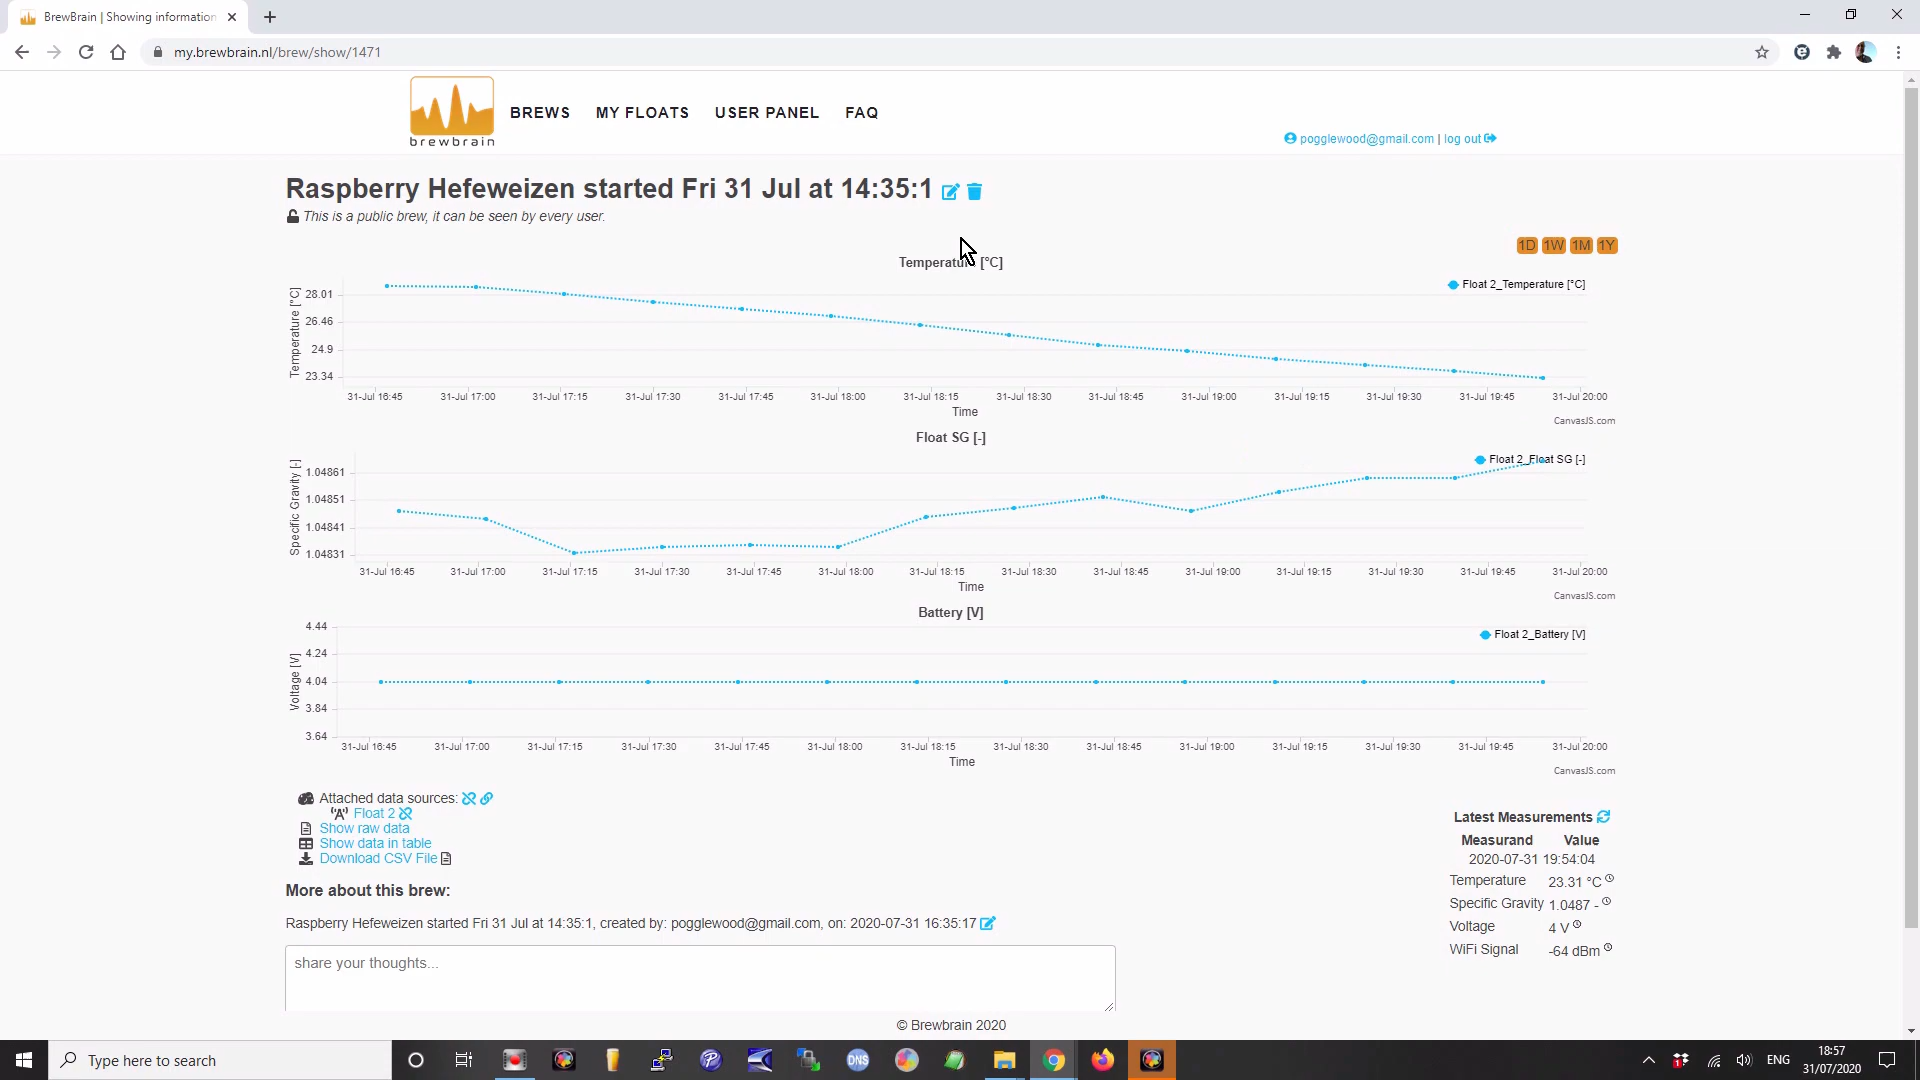 BrewBrain | Showing information
my.brewbrain.nl/brew/show/1471
brewbrain
BREWS MY FLOATS USER PANEL FAQ
pogglewood@gmail.com | log out
Raspberry Hefeweizen started Fri 31 Jul at 14:35:1
This is a public brew, it can be seen by every user.
1D 1W 1M 1Y
Temperature [°C]
Float 2_Temperature [°C]
Temperature [°C]
28.01
26.46
24.9
23.34
31-Jul 16:45 31-Jul 17:00 31-Jul 17:15 31-Jul 17:30 31-Jul 17:45 31-Jul 18:00 31-Jul 18:15 31-Jul 18:30 31-Jul 18:45 31-Jul 19:00 31-Jul 19:15 31-Jul 19:30 31-Jul 19:45 31-Jul 20:00
Time
CanvasJS.com
Float SG [-]
Float 2_Float SG [-]
Specific Gravity [-]
1.04861
1.04851
1.04841
1.04831
31-Jul 16:45 31-Jul 17:00 31-Jul 17:15 31-Jul 17:30 31-Jul 17:45 31-Jul 18:00 31-Jul 18:15 31-Jul 18:30 31-Jul 18:45 31-Jul 19:00 31-Jul 19:15 31-Jul 19:30 31-Jul 19:45 31-Jul 20:00
Time
CanvasJS.com
Battery [V]
Float 2_Battery [V]
Voltage [V]
4.44
4.24
4.04
3.84
3.64
31-Jul 16:45 31-Jul 17:00 31-Jul 17:15 31-Jul 17:30 31-Jul 17:45 31-Jul 18:00 31-Jul 18:15 31-Jul 18:30 31-Jul 18:45 31-Jul 19:00 31-Jul 19:15 31-Jul 19:30 31-Jul 19:45 31-Jul 20:00
Time
CanvasJS.com
Attached data sources:
Float 2
Show raw data
Show data in table
Download CSV File
Latest Measurements
Measurand Value
2020-07-31 19:54:04
Temperature 23.31 °C
Specific Gravity 1.0487 -
Voltage 4 V
WiFi Signal -64 dBm
More about this brew:
Raspberry Hefeweizen started Fri 31 Jul at 14:35:1, created by: pogglewood@gmail.com, on: 2020-07-31 16:35:17
share your thoughts...
© Brewbrain 2020
Type here to search
DNS
1
ENG
18:57
31/07/2020